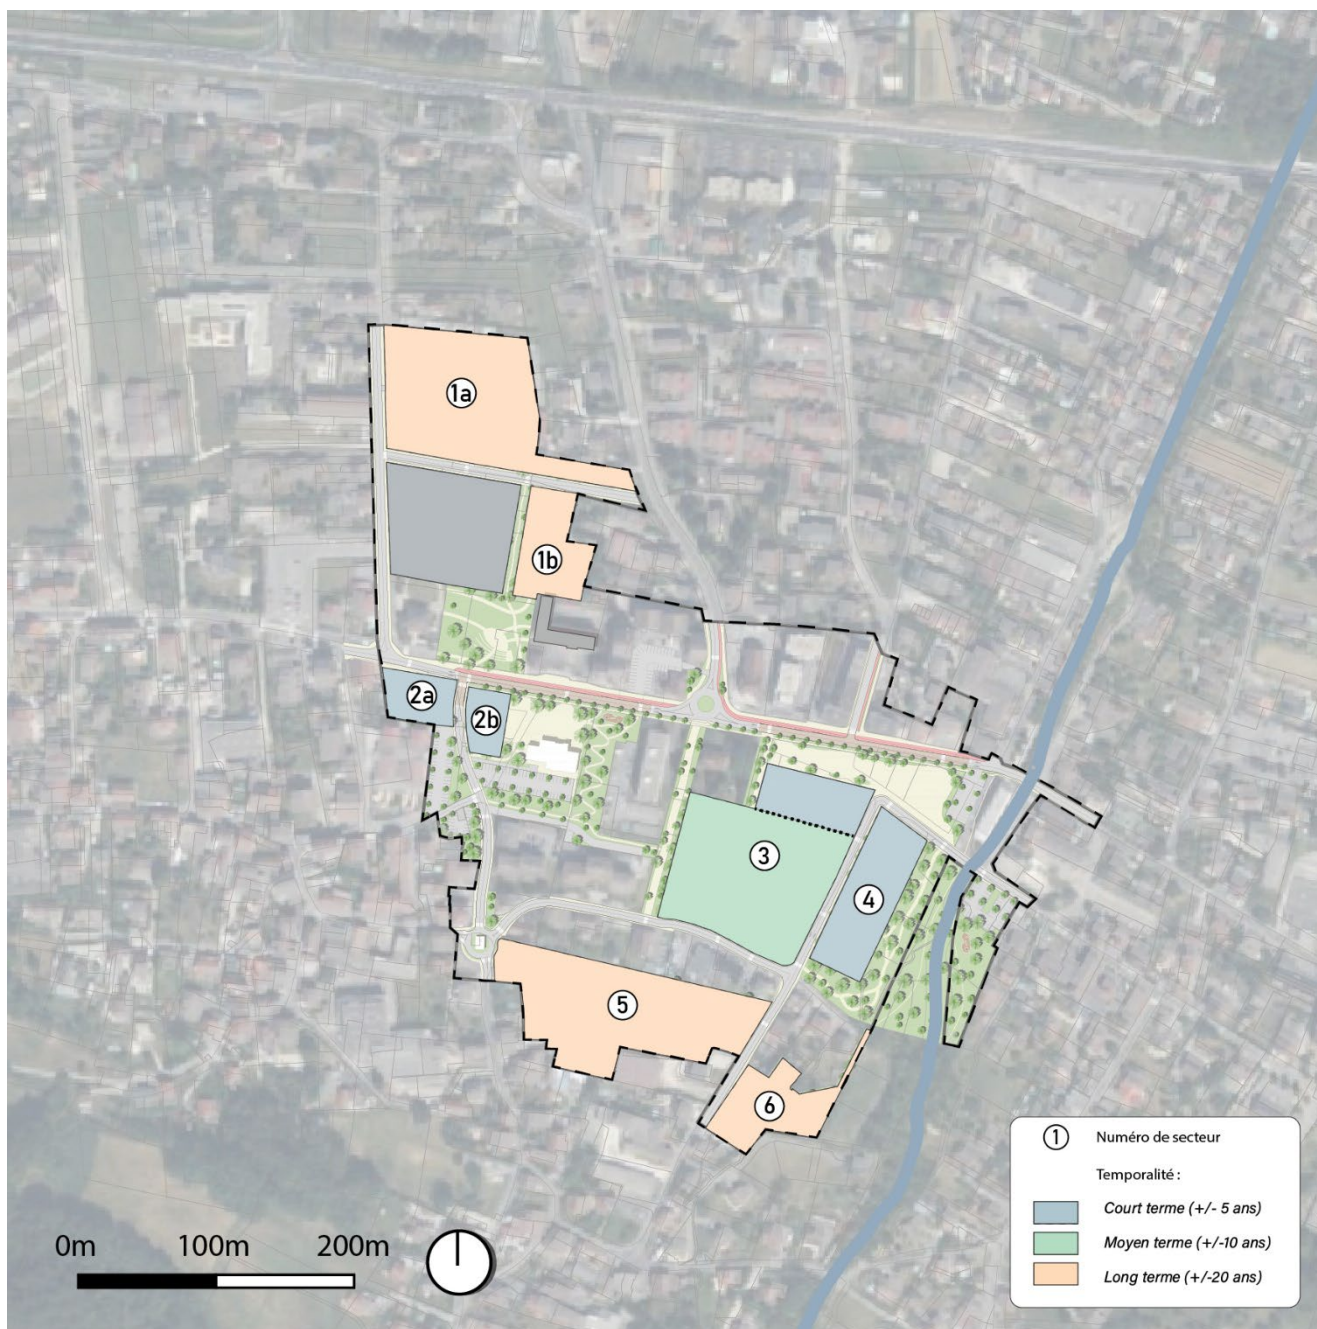 1a
1b
2a
2b
3
4
5
6
1 Numéro de secteur
Temporalité :
Court terme (+/- 5 ans)
Moyen terme (+/-10 ans)
Long terme (+/-20 ans)
0m 100m 200m